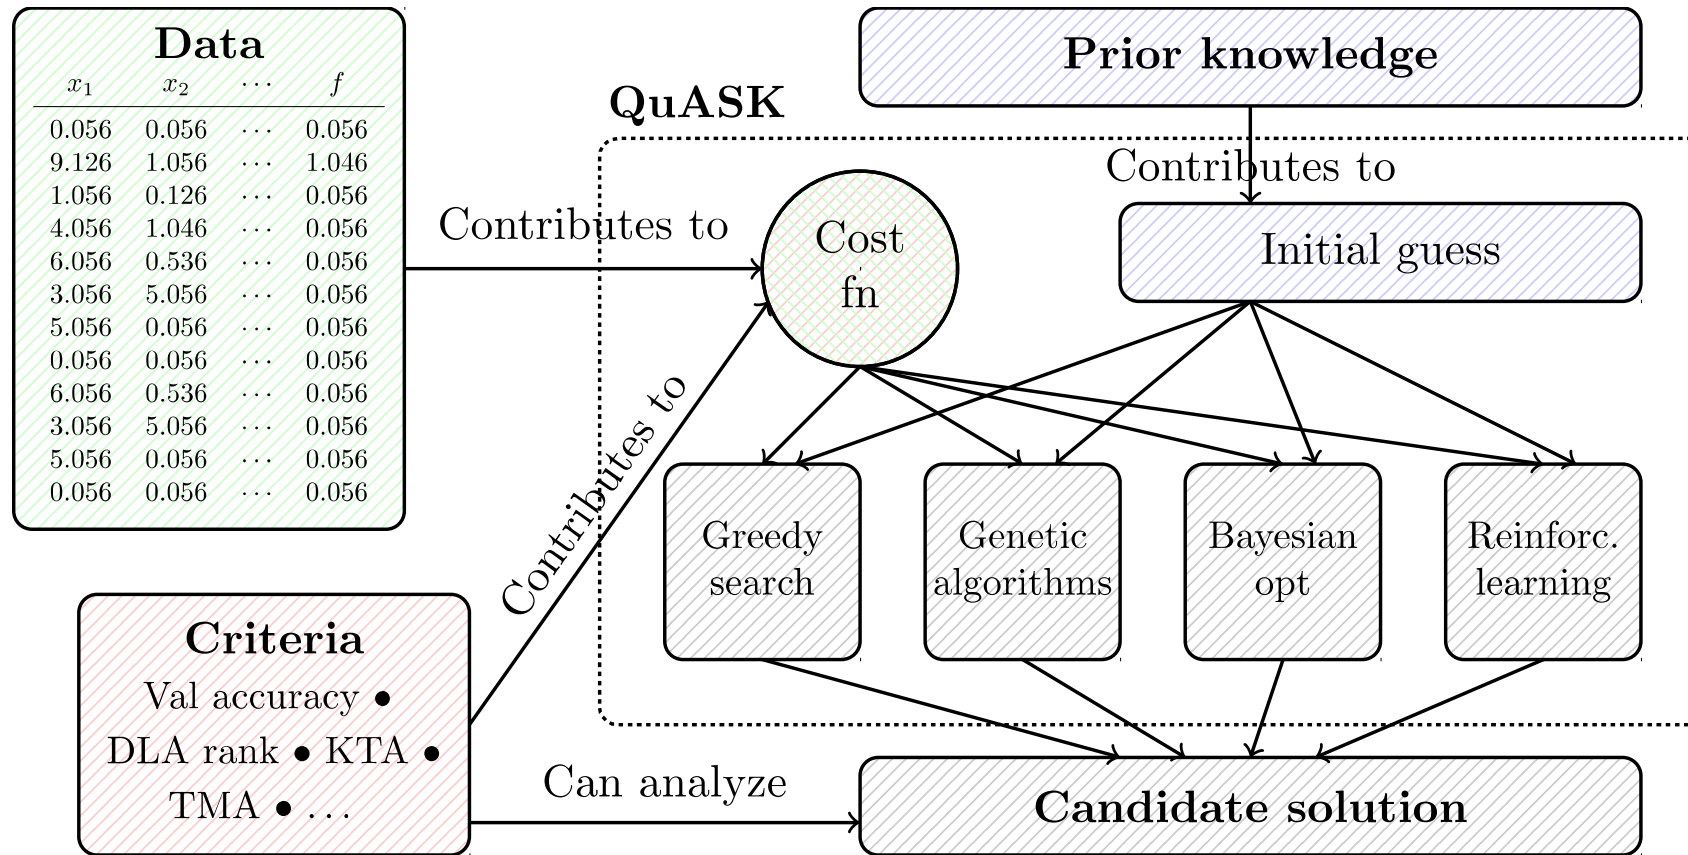 Data
x₁ x₂ ⋯ f
0.056 0.056 ⋯ 0.056
9.126 1.056 ⋯ 1.046
1.056 0.126 ⋯ 0.056
4.056 1.046 ⋯ 0.056
6.056 0.536 ⋯ 0.056
3.056 5.056 ⋯ 0.056
5.056 0.056 ⋯ 0.056
0.056 0.056 ⋯ 0.056
6.056 0.536 ⋯ 0.056
3.056 5.056 ⋯ 0.056
5.056 0.056 ⋯ 0.056
0.056 0.056 ⋯ 0.056
Prior knowledge
QuASK
Contributes to
Contributes to
Cost
fn
Initial guess
Contributes to
Greedy
search
Genetic
algorithms
Bayesian
opt
Reinforc.
learning
Criteria
Val accuracy •
DLA rank • KTA •
TMA • ...
Can analyze
Candidate solution